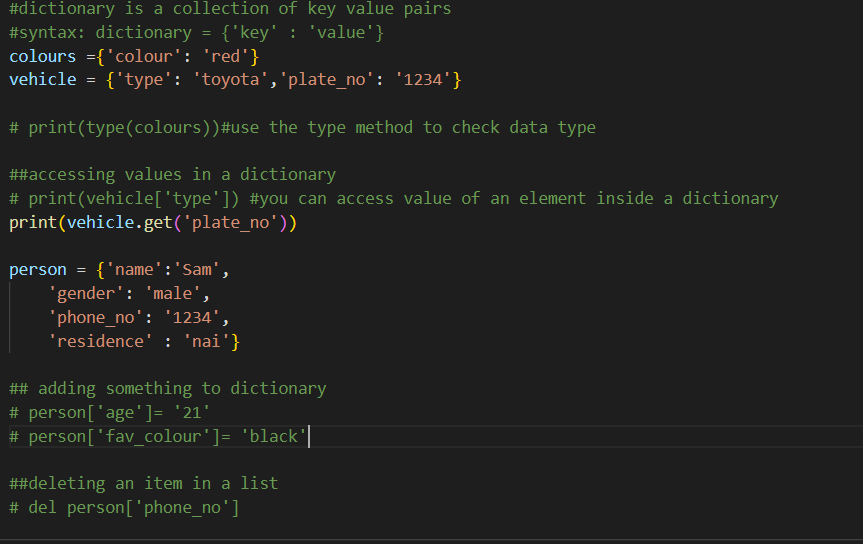 #dictionary is a collection of key value pairs
#syntax: dictionary = {'key' : 'value'}
colours ={'colour': 'red'}
vehicle = {'type': 'toyota','plate_no': '1234'}
# print(type(colours))#use the type method to check data type
##accessing values in a dictionary
# print(vehicle['type']) #you can access value of an element inside a dictionary
print(vehicle.get('plate_no'))
person = {'name':'Sam',
    'gender': 'male',
    'phone_no': '1234',
    'residence' : 'nai'}
## adding something to dictionary
# person['age']= '21'
# person['fav_colour']= 'black'
##deleting an item in a list
# del person['phone_no']